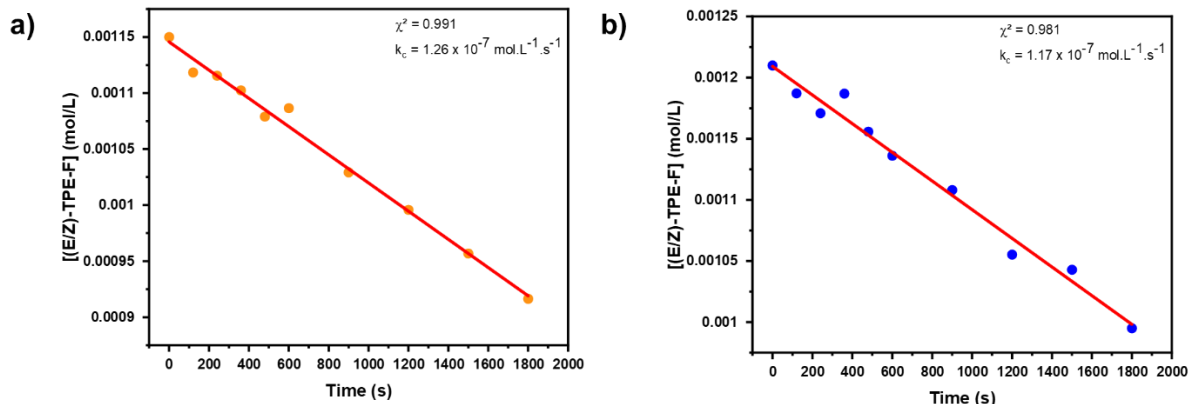 a)
χ² = 0.991
k꜀ = 1.26 x 10⁻⁷ mol.L⁻¹.s⁻¹
[(E/Z)-TPE-F] (mol/L)
0.00115
0.0011
0.00105
0.001
0.00095
0.0009
0 200 400 600 800 1000 1200 1400 1600 1800 2000
Time (s)
b)
χ² = 0.981
k꜀ = 1.17 x 10⁻⁷ mol.L⁻¹.s⁻¹
[(E/Z)-TPE-F] (mol/L)
0.00125
0.0012
0.00115
0.0011
0.00105
0.001
0 200 400 600 800 1000 1200 1400 1600 1800 2000
Time (s)